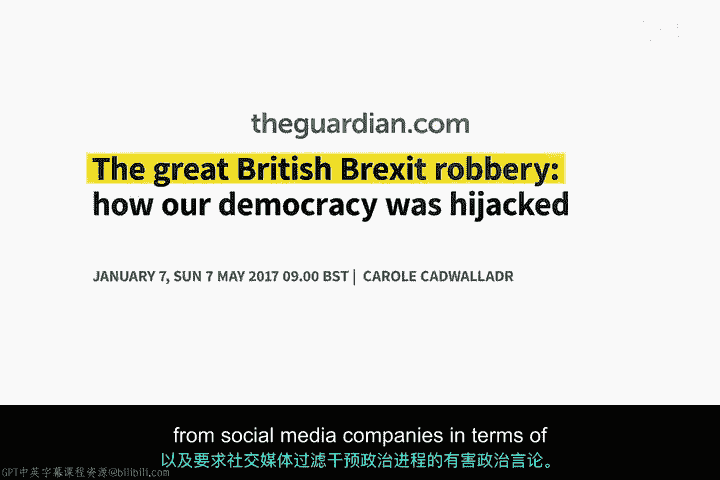 theguardian.com
The great British Brexit robbery:
how our democracy was hijacked
JANUARY 7, SUN 7 MAY 2017 09.00 BST | CAROLE CADWALLADR
from social media companies in terms of
以及要求社交媒体过滤干预政治进程的有害政治言论。
GPT中英字幕课程资源@bilibili.com